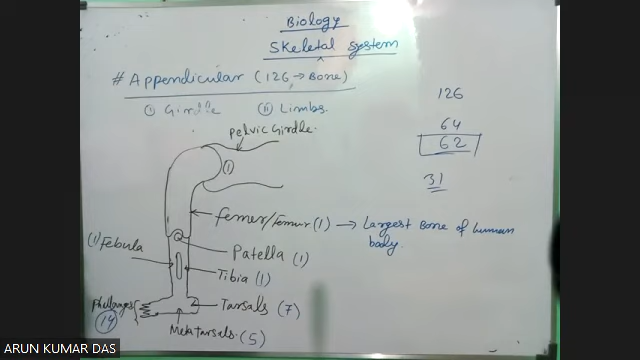 Biology
Skeletal system
# Appendicular (126 → Bone)
(i) Girdle (ii) Limbs.
Pelvic Girdle.
(1)
Femer/Femur (1) → Largest Bone of human body.
Patella (1)
(1) Febula
Tibia (1)
Tarsals (7)
Phalanges
(14)
Metatarsals. (5)
126
64
62
31
ARUN KUMAR DAS